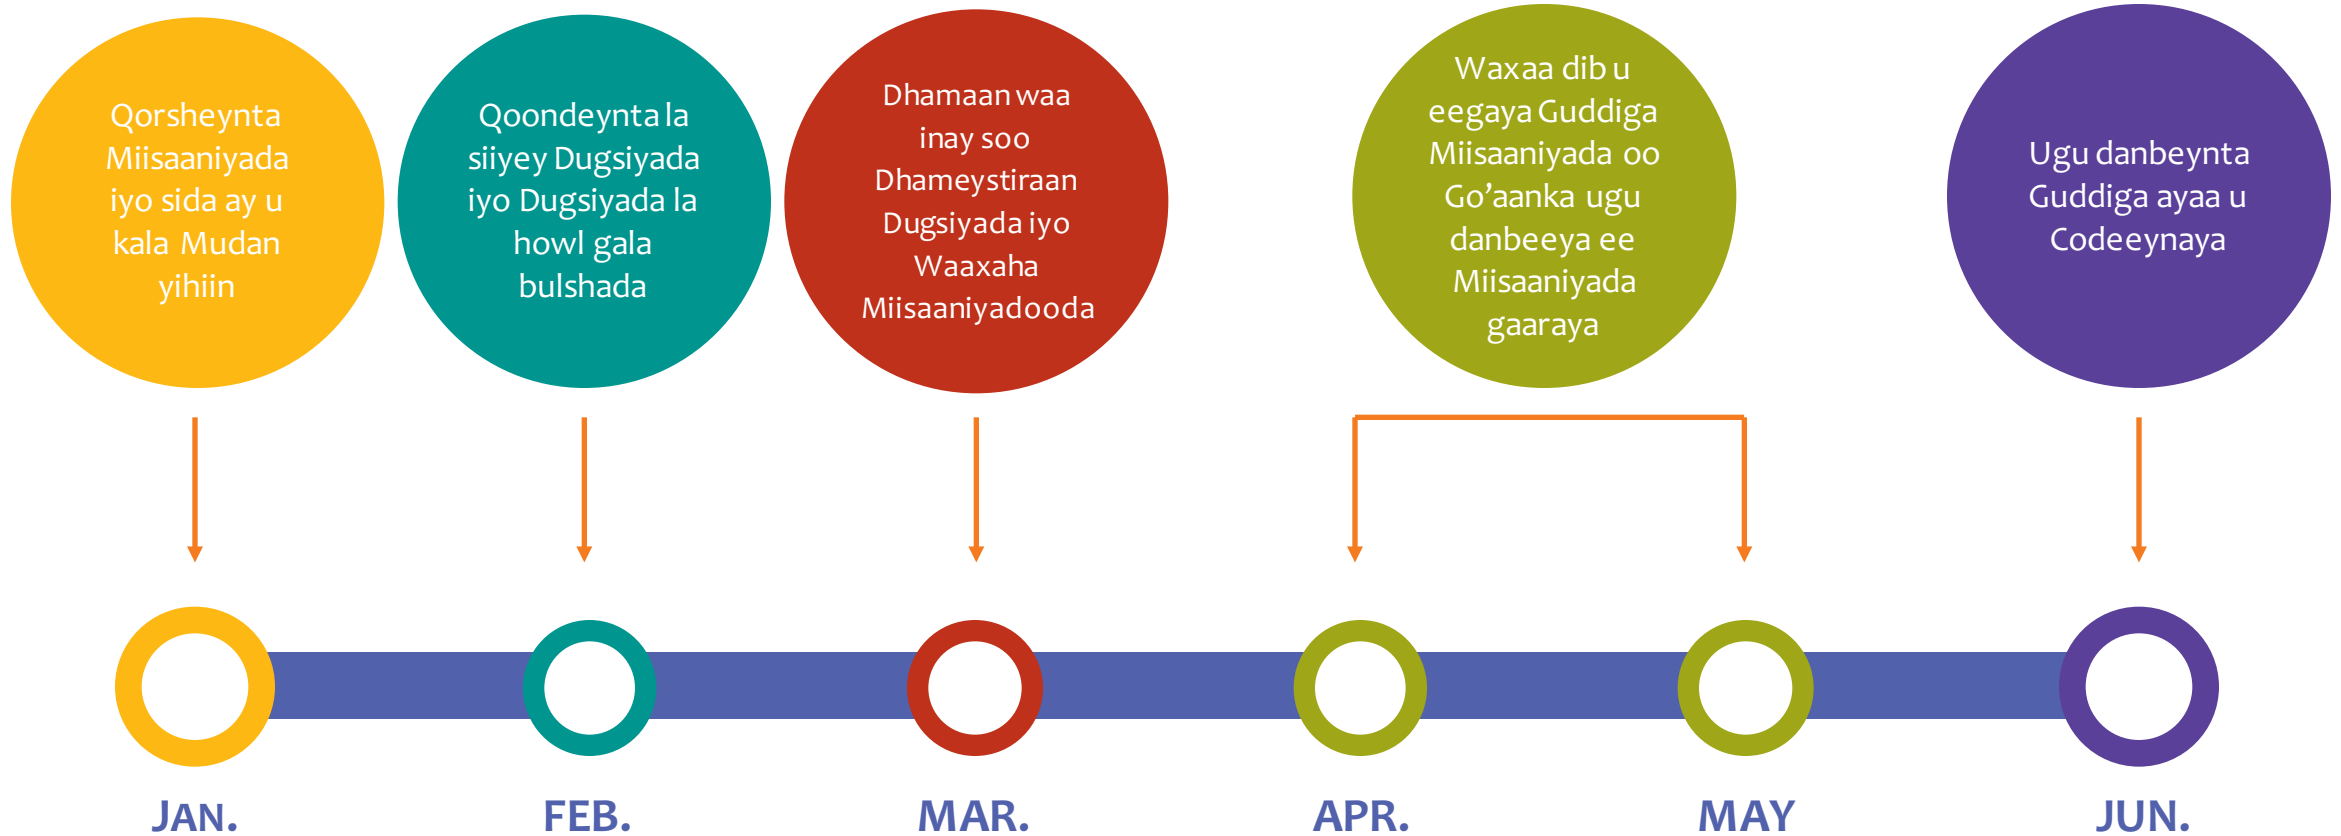 Qorsheynta
Miisaaniyada
iyo sida ay u
kala Mudan
yihiin
Qoondeynta la
siiyey Dugsiyada
iyo Dugsiyada la
howl gala
bulshada
Dhamaan waa
inay soo
Dhameystiraan
Dugsiyada iyo
Waaxaha
Miisaaniyadooda
Waxaa dib u
eegaya Guddiga
Miisaaniyada oo
Go’aanka ugu
danbeeya ee
Miisaaniyada
gaaraya
Ugu danbeynta
Guddiga ayaa u
Codeeynaya
JAN.
FEB.
MAR.
APR.
MAY
JUN.